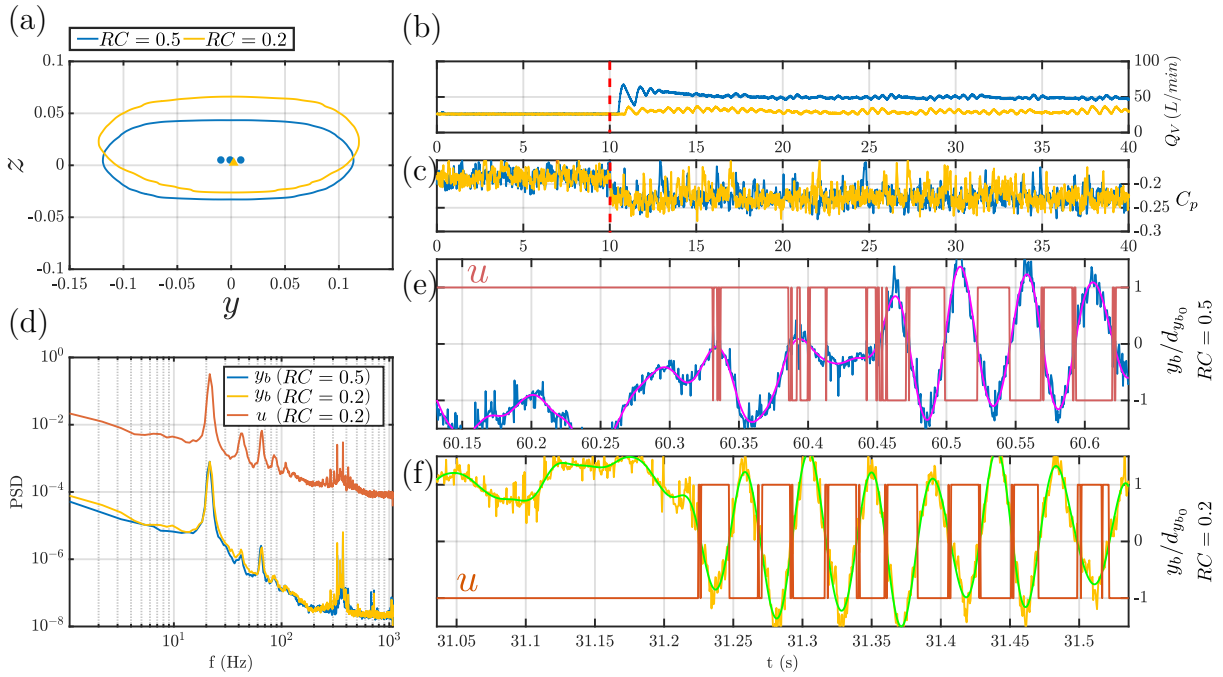 (a)
RC = 0.5 RC = 0.2
0.1
0.05
0
-0.05
-0.1
-0.15 -0.1 -0.05 0 0.05 0.1
z
y
(b)
100
50
0
0 5 10 15 20 25 30 35 40
Q_V (L/min)
(c)
-0.2
-0.25
-0.3
0 5 10 15 20 25 30 35 40
C_p
(d)
10^0
10^-2
10^-4
10^-6
10^-8
10^1 10^2 10^3
PSD
f (Hz)
y_b (RC = 0.5)
y_b (RC = 0.2)
u (RC = 0.2)
(e)
u
1
0
-1
60.15 60.2 60.25 60.3 60.35 60.4 60.45 60.5 60.55 60.6
y_b/d_{y_{b_0}}
RC = 0.5
(f)
u
1
0
-1
31.05 31.1 31.15 31.2 31.25 31.3 31.35 31.4 31.45 31.5
t (s)
y_b/d_{y_{b_0}}
RC = 0.2